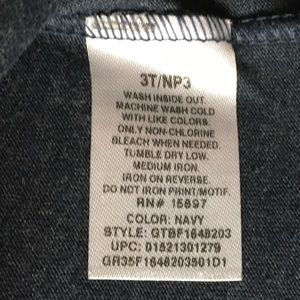 3T/NP3
WASH INSIDE OUT.
MACHINE WASH COLD
WITH LIKE COLORS.
ONLY NON-CHLORINE
BLEACH WHEN NEEDED.
TUMBLE DRY LOW.
MEDIUM IRON.
IRON ON REVERSE.
DO NOT IRON PRINT/MOTIF.
RN# 15897
COLOR: NAVY
STYLE: GTBF1648203
UPC: 01521301279
GR35F1648203501D1